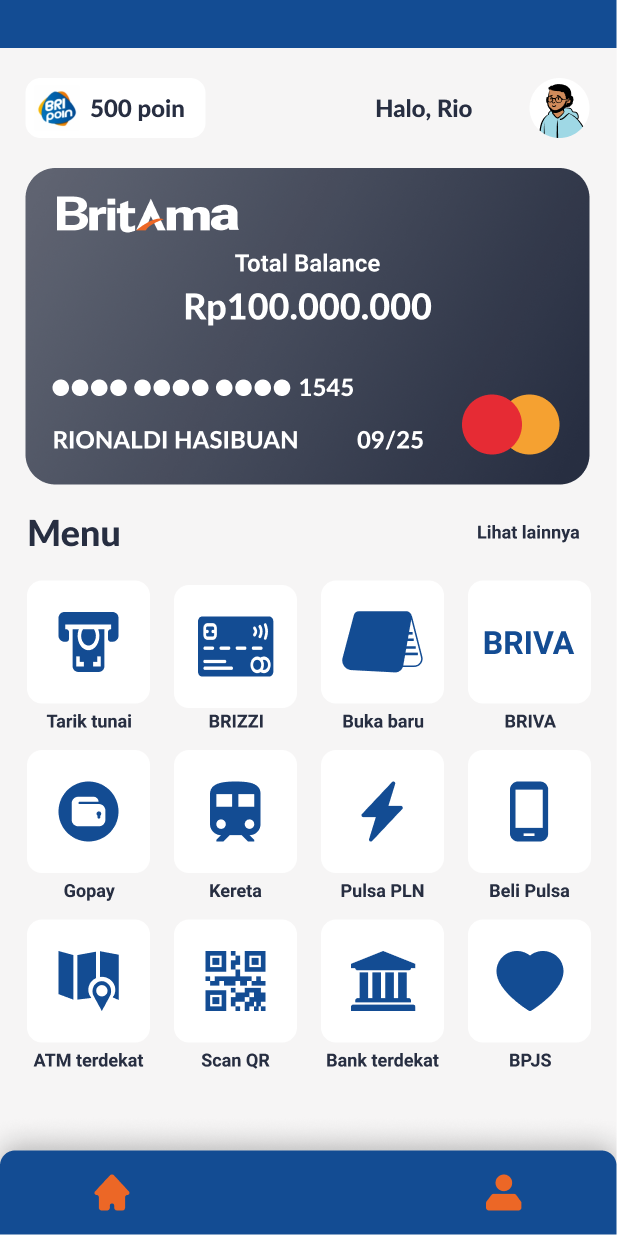 BRI
poin
500 poin
Halo, Rio
BritAma
Total Balance
Rp100.000.000
●●●● ●●●● ●●●● 1545
RIONALDI HASIBUAN 09/25
Menu
Lihat lainnya
BRIVA
Tarik tunai
BRIZZI
Buka baru
BRIVA
Gopay
Kereta
Pulsa PLN
Beli Pulsa
ATM terdekat
Scan QR
Bank terdekat
BPJS